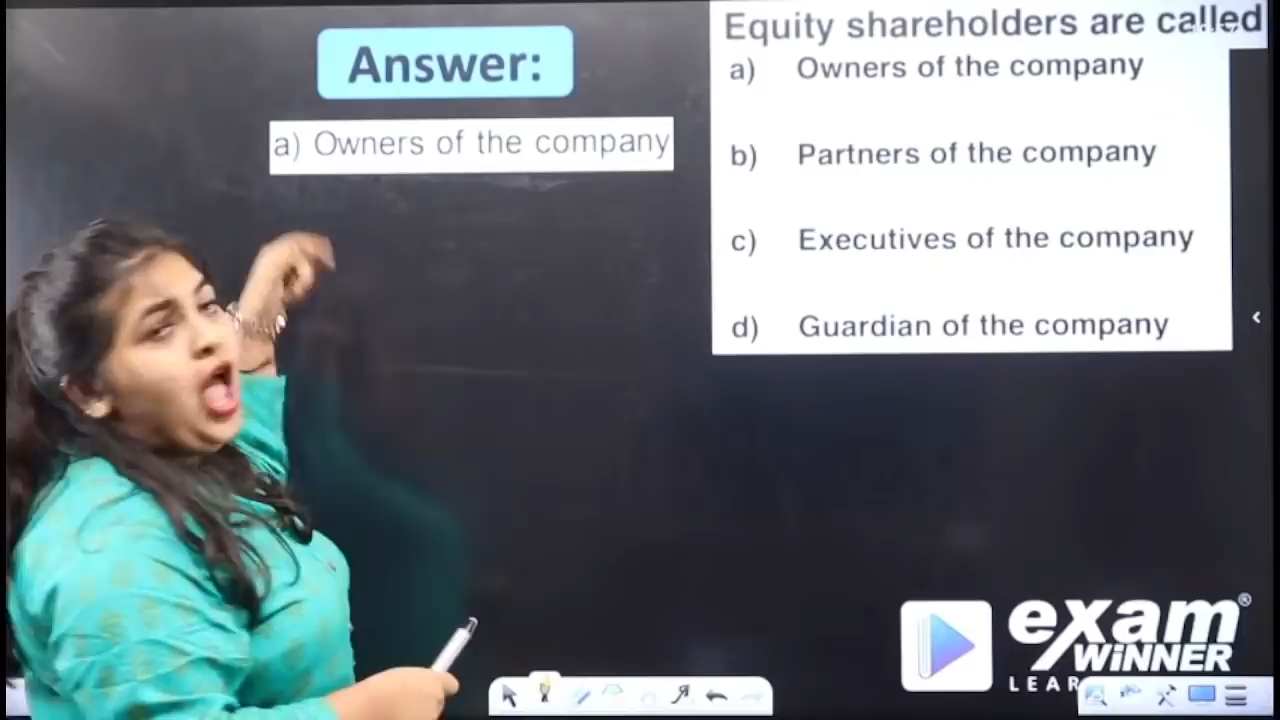 Equity shareholders are called
Answer:
a) Owners of the company
a) Owners of the company
b) Partners of the company
c) Executives of the company
d) Guardian of the company
exam
WiNNER
LEAR